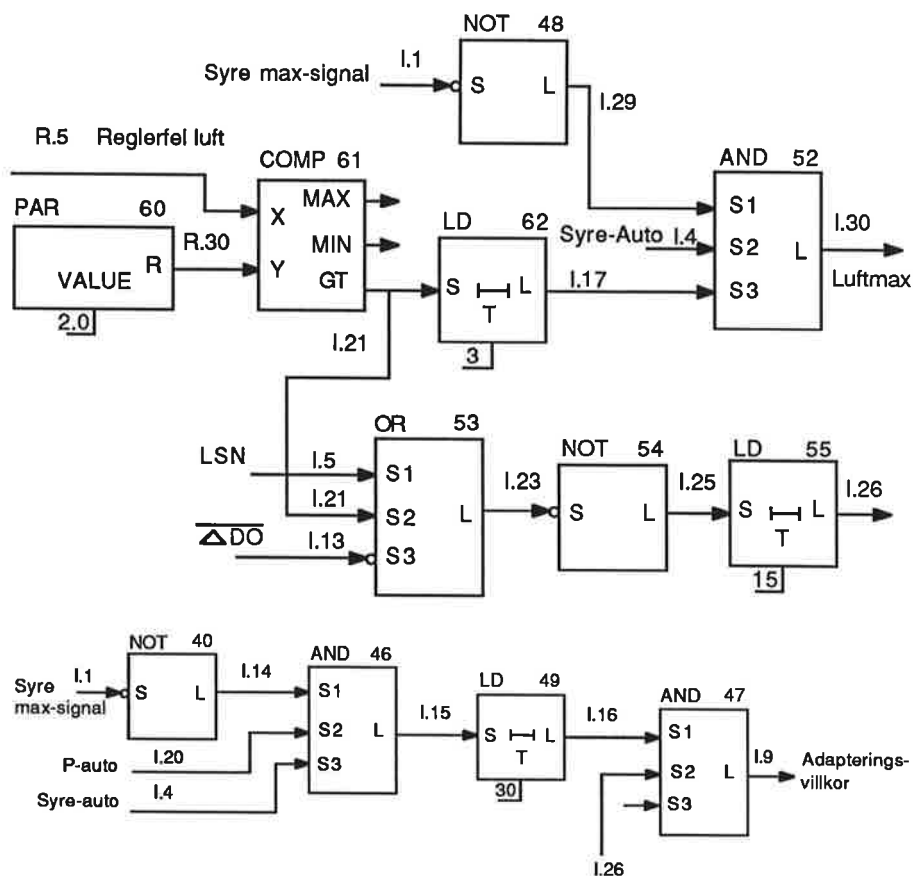 NOT 48
Syre max-signal I.1 S L I.29
R.5 Reglerfel luft
COMP 61
AND 52
PAR 60
X MAX
S1
LD 62
Syre-Auto I.4 S2 L I.30
VALUE R R.30 Y MIN
GT S T L I.17 S3 Luftmax
2.0
I.21
3
OR 53
LSN I.5 S1
NOT 54
LD 55
I.21 S2 L I.23 S L I.25 S T L I.26
ΔDO I.13 S3
15
NOT 40
AND 46
Syre
max-signal
I.1 S L I.14 S1
LD 49
AND 47
P-auto I.20 S2 L I.15 S T L I.16 S1
Syre-auto I.4 S3
S2 L I.9 Adapterings-
villkor
30
S3
I.26